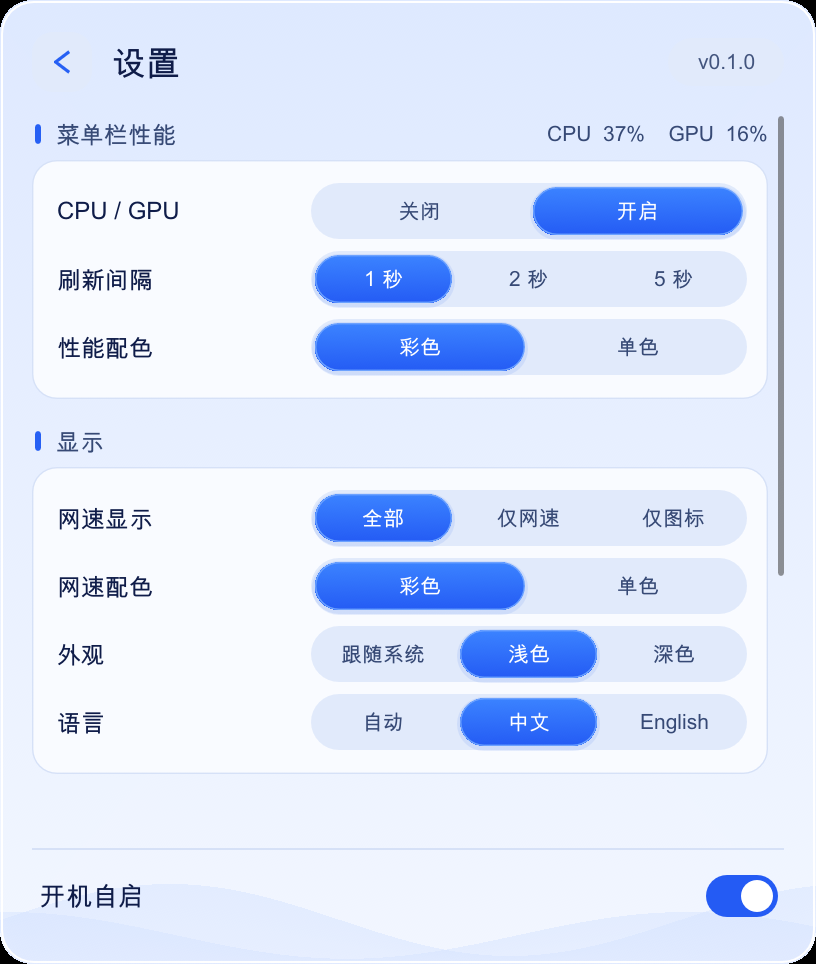 设置 v0.1.0
菜单栏性能 CPU 37% GPU 16%
CPU / GPU 关闭 开启
刷新间隔 1 秒 2 秒 5 秒
性能配色 彩色 单色
显示
网速显示 全部 仅网速 仅图标
网速配色 彩色 单色
外观 跟随系统 浅色 深色
语言 自动 中文 English
开机自启